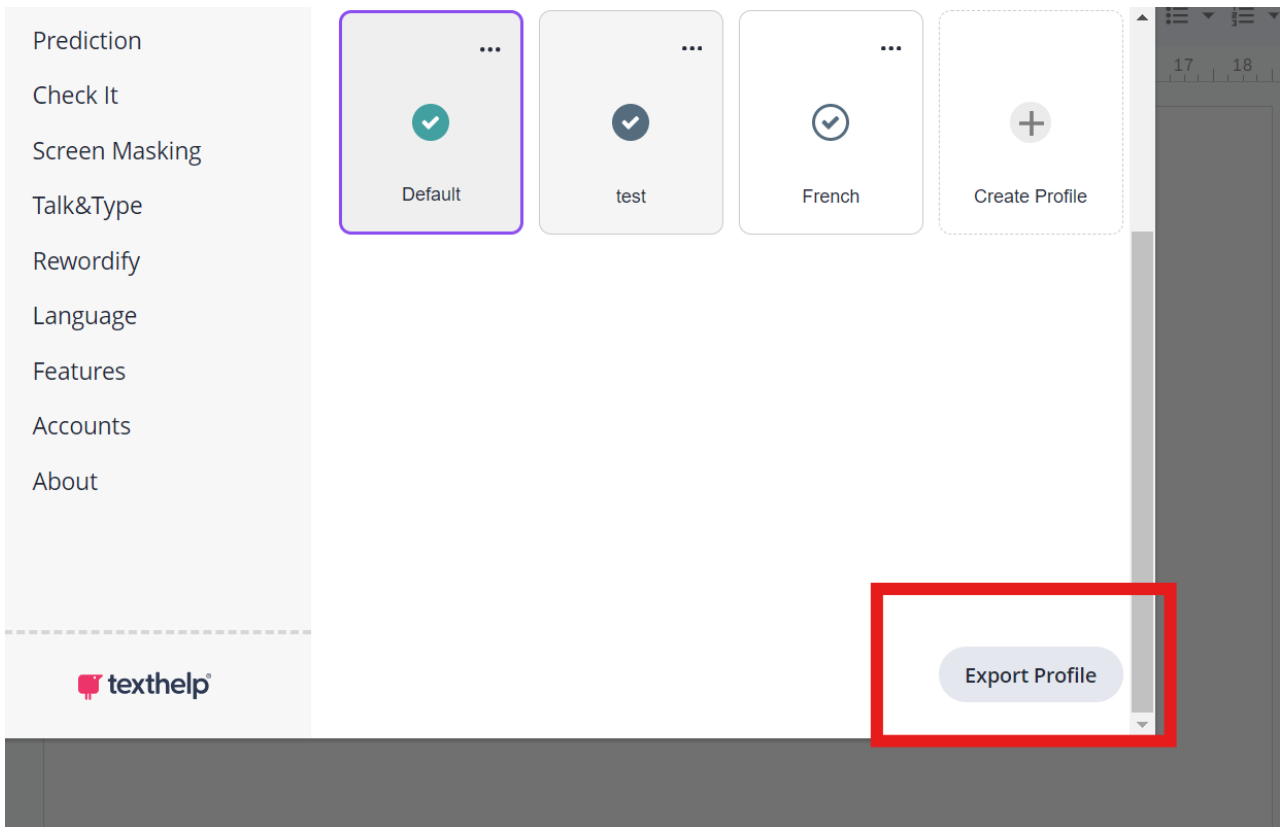 Prediction
Check It
Screen Masking
Talk&Type
Rewordify
Language
Features
Accounts
About
texthelp®
Default
test
French
Create Profile
Export Profile
17
18